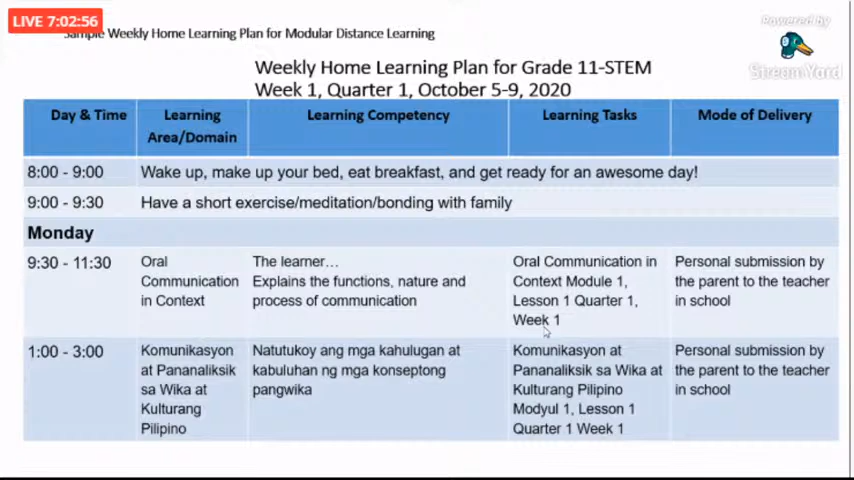 LIVE 7:02:56
Powered by
StreamYard
Sample Weekly Home Learning Plan for Modular Distance Learning
Weekly Home Learning Plan for Grade 11-STEM
Week 1, Quarter 1, October 5-9, 2020
Day & Time
Learning
Area/Domain
Learning Competency
Learning Tasks
Mode of Delivery
8:00 - 9:00
Wake up, make up your bed, eat breakfast, and get ready for an awesome day!
9:00 - 9:30
Have a short exercise/meditation/bonding with family
Monday
9:30 - 11:30
Oral
Communication
in Context
The learner...
Explains the functions, nature and
process of communication
Oral Communication in
Context Module 1,
Lesson 1 Quarter 1,
Week 1
Personal submission by
the parent to the teacher
in school
1:00 - 3:00
Komunikasyon
at Pananaliksik
sa Wika at
Kulturang
Pilipino
Natutukoy ang mga kahulugan at
kabuluhan ng mga konseptong
pangwika
Komunikasyon at
Pananaliksik sa Wika at
Kulturang Pilipino
Modyul 1, Lesson 1
Quarter 1 Week 1
Personal submission by
the parent to the teacher
in school